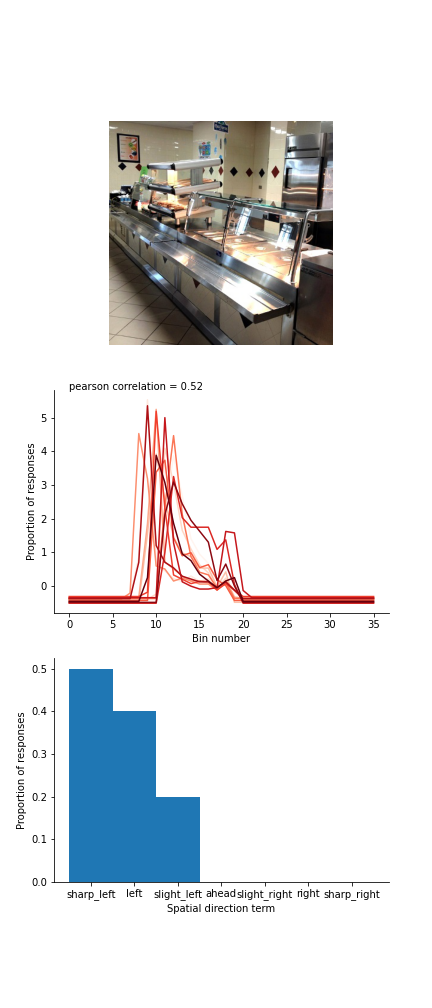 pearson correlation = 0.52
Proportion of responses
5
4
3
2
1
0
0 5 10 15 20 25 30 35
Bin number
Proportion of responses
0.5
0.4
0.3
0.2
0.1
0.0
sharp_left left slight_left ahead slight_right right sharp_right
Spatial direction term